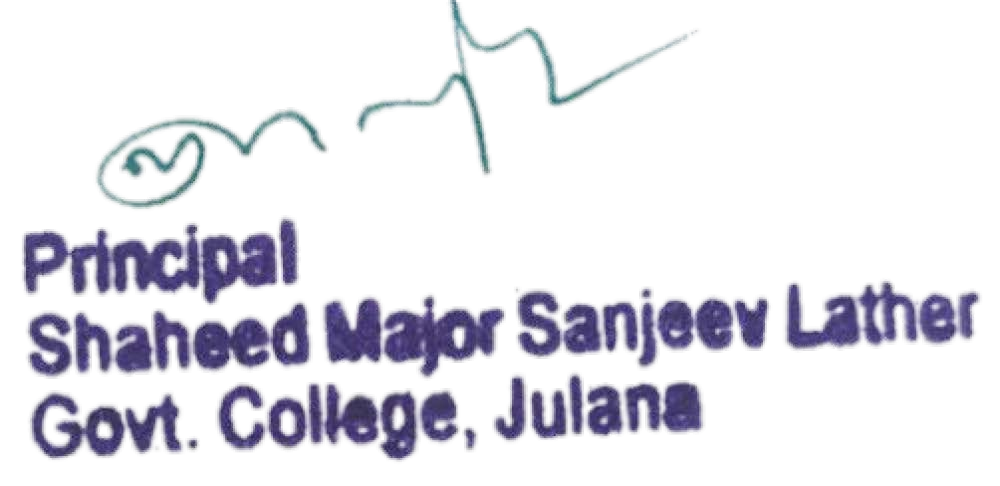 Principal
Shaheed Major Sanjeev Lather
Govt. College, Julana